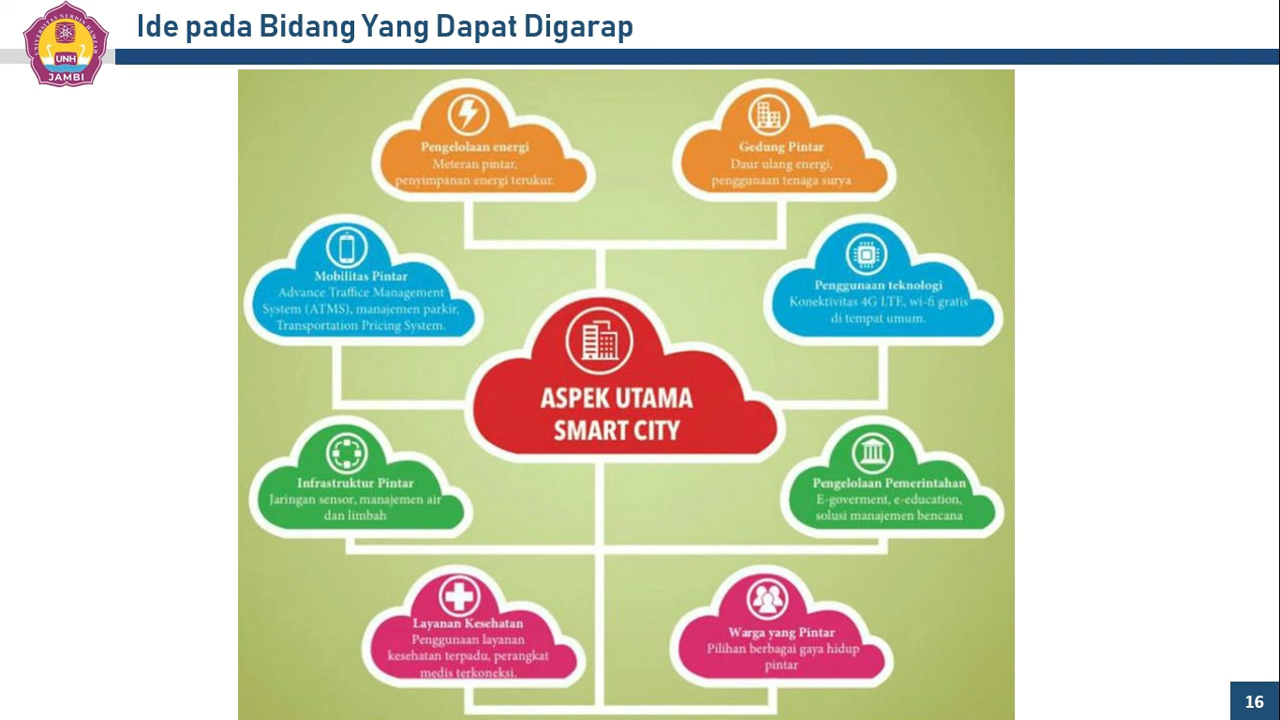 Ide pada Bidang Yang Dapat Digarap
UNIVERSITAS NURDIN HAMZAH
UNH
JAMBI
Pengelolaan energi
Meteran pintar,
penyimpanan energi terukur.
Gedung Pintar
Daur ulang energi,
penggunaan tenaga surya
Mobilitas Pintar
Advance Traffice Management
System (ATMS), manajemen parkir,
Transportation Pricing System.
Penggunaan teknologi
Konektivitas 4G LTE, wi-fi gratis
di tempat umum.
ASPEK UTAMA
SMART CITY
Infrastruktur Pintar
Jaringan sensor, manajemen air
dan limbah
Pengelolaan Pemerintahan
E-goverment, e-education,
solusi manajemen bencana
Layanan Kesehatan
Penggunaan layanan
kesehatan terpadu, perangkat
medis terkoneksi.
Warga yang Pintar
Pilihan berbagai gaya hidup
pintar
16